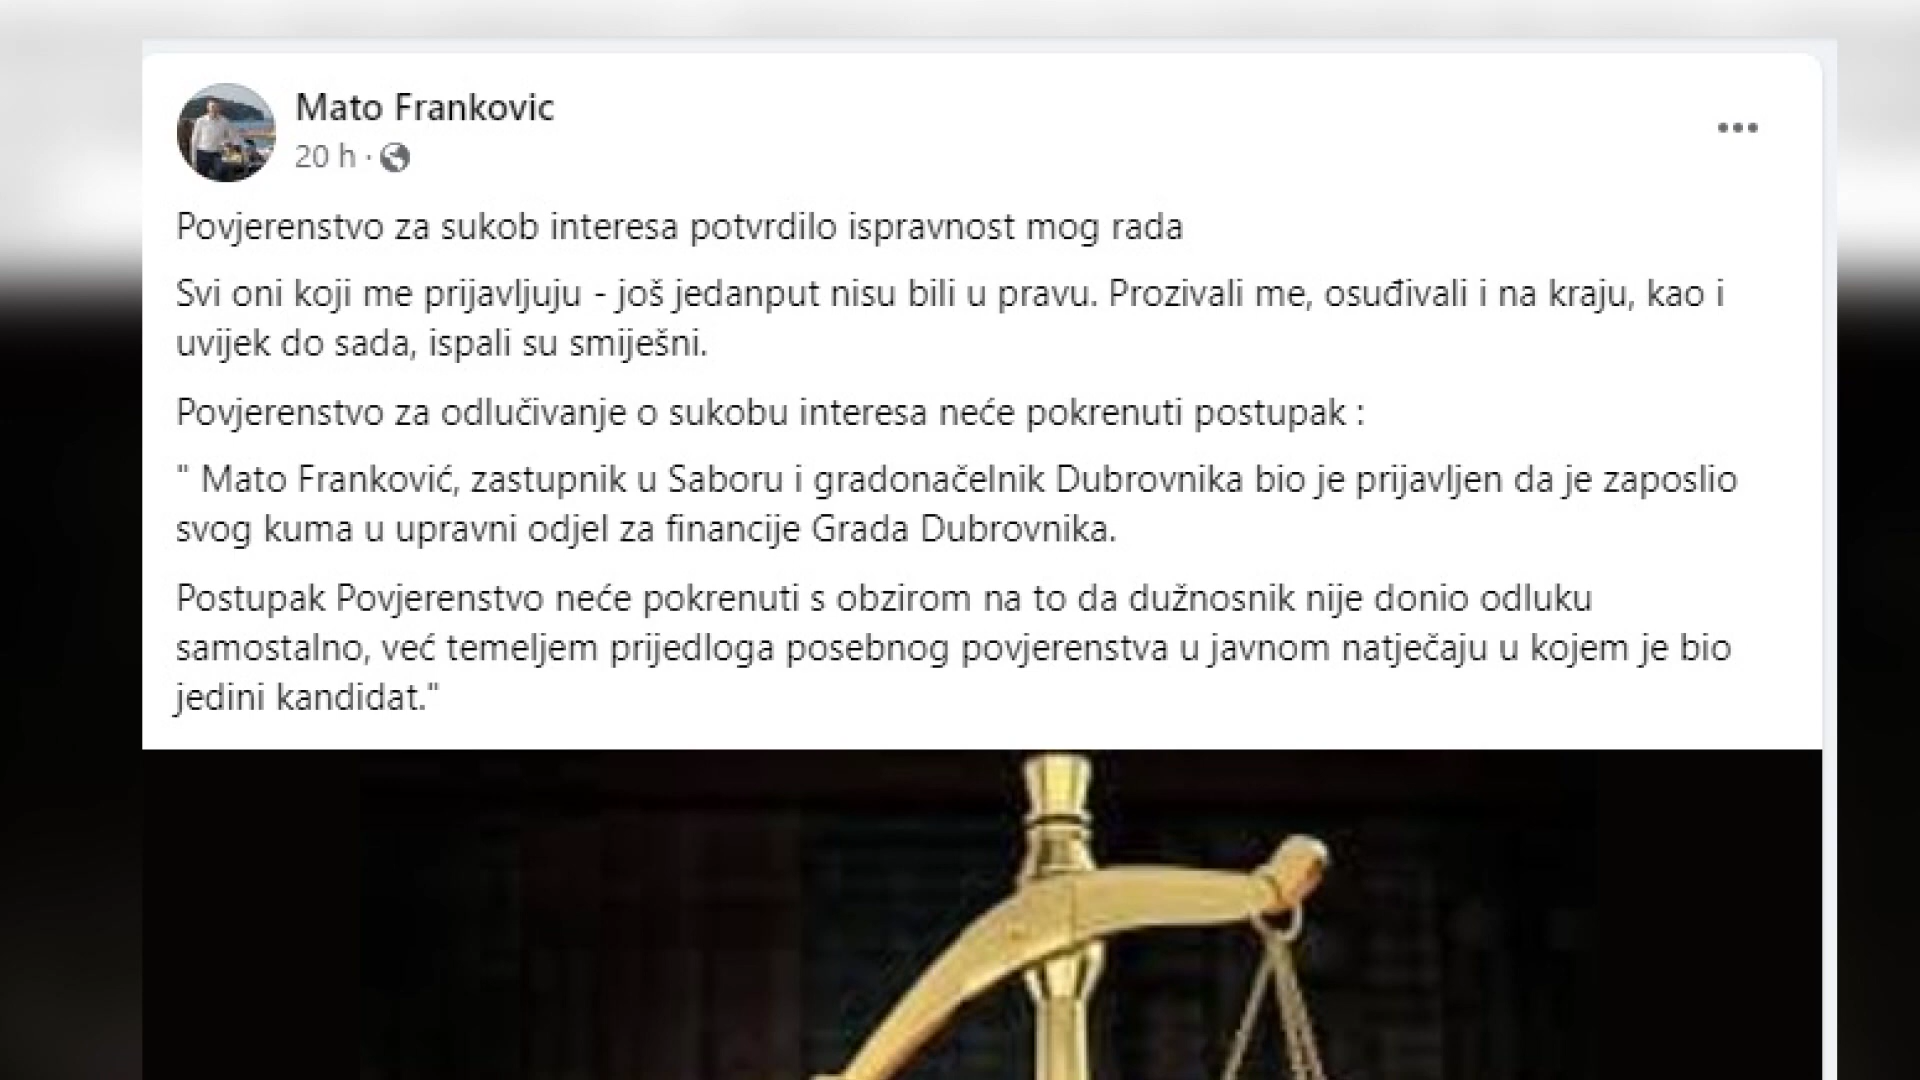 Mato Frankovic
20 h ·
Povjerenstvo za sukob interesa potvrdilo ispravnost mog rada
Svi oni koji me prijavljuju - još jedanput nisu bili u pravu. Prozivali me, osuđivali i na kraju, kao i
uvijek do sada, ispali su smiješni.
Povjerenstvo za odlučivanje o sukobu interesa neće pokrenuti postupak :
" Mato Franković, zastupnik u Saboru i gradonačelnik Dubrovnika bio je prijavljen da je zaposlio
svog kuma u upravni odjel za financije Grada Dubrovnika.
Postupak Povjerenstvo neće pokrenuti s obzirom na to da dužnosnik nije donio odluku
samostalno, već temeljem prijedloga posebnog povjerenstva u javnom natječaju u kojem je bio
jedini kandidat."